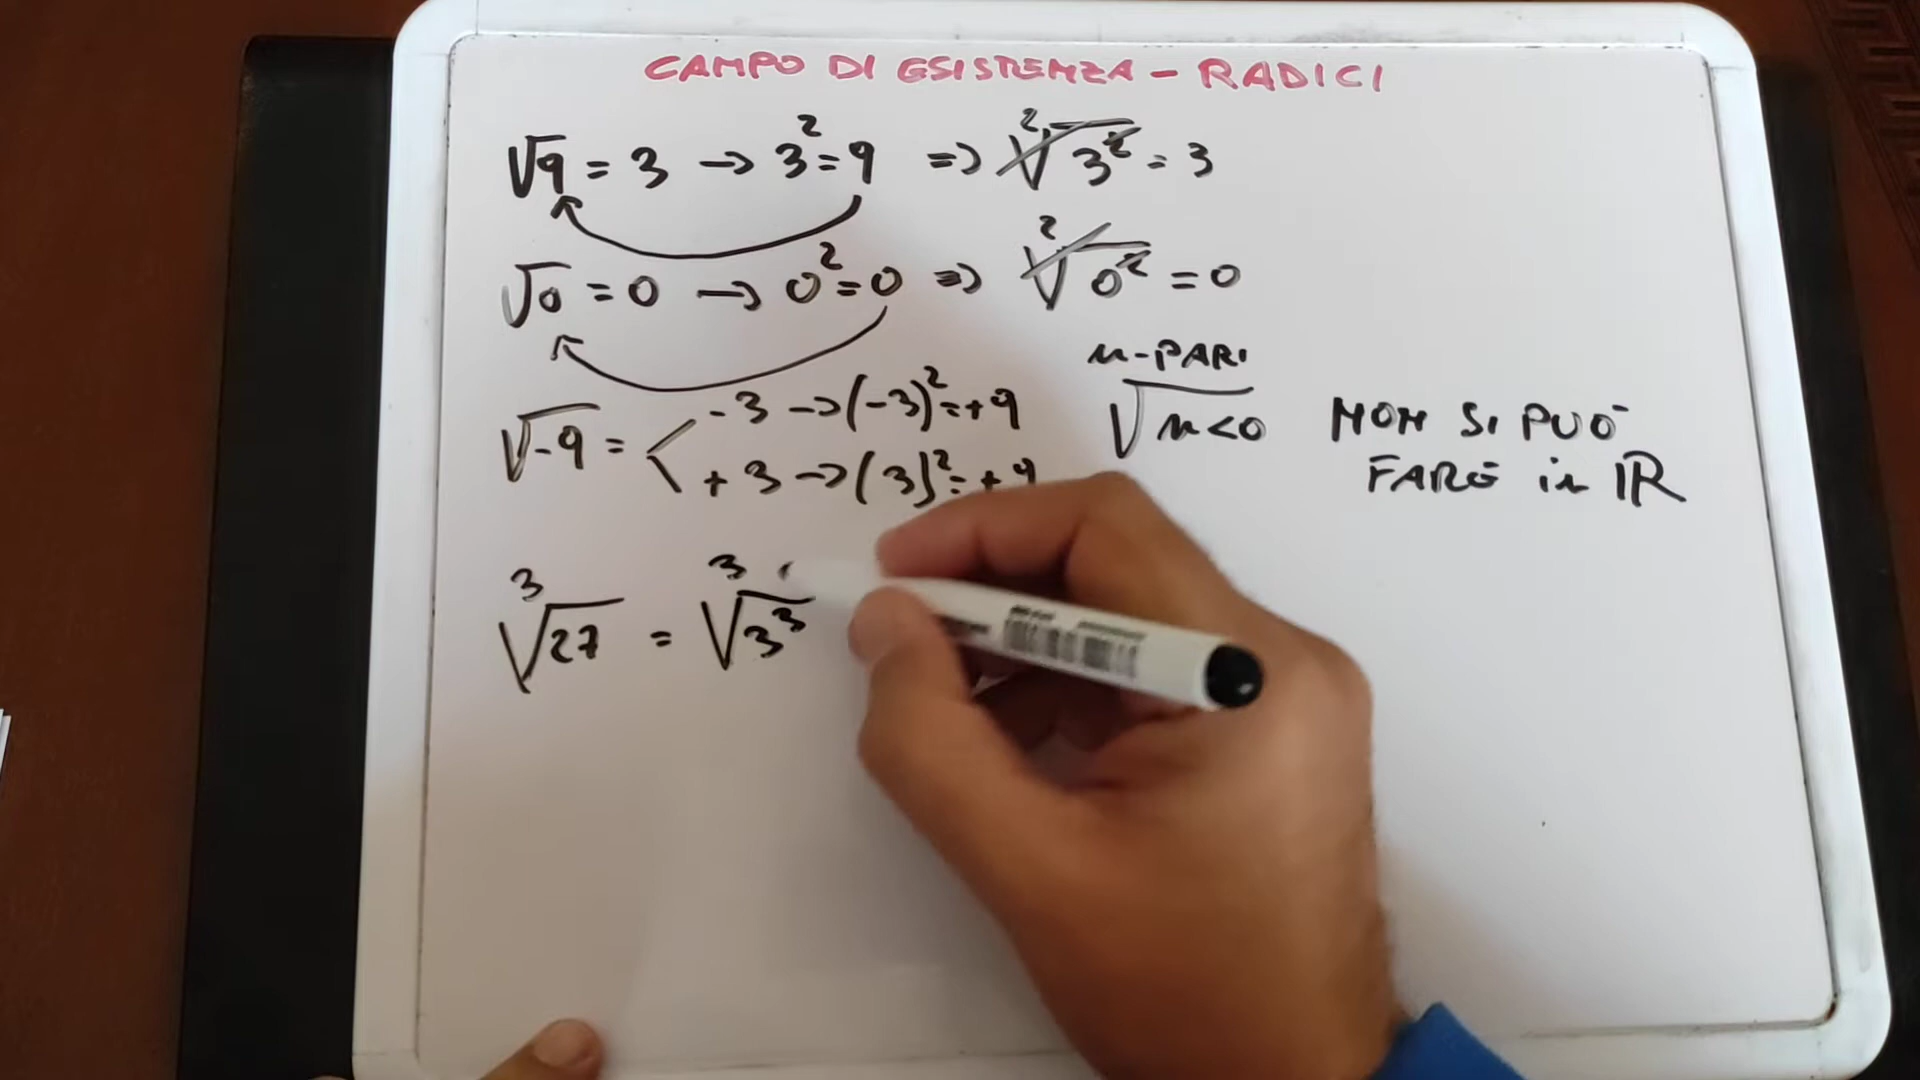 CAMPO DI ESISTENZA - RADICI
√9 = 3 → 3² = 9 ⇒ ²√3² = 3
√0 = 0 → 0² = 0 ⇒ ²√0² = 0
√-9 = < -3 → (-3)² = +9
+3 → (3)² = +9
n-PARI
√n<0 NON SI PUÒ
FARE in ℝ
³√27 = ³√3³